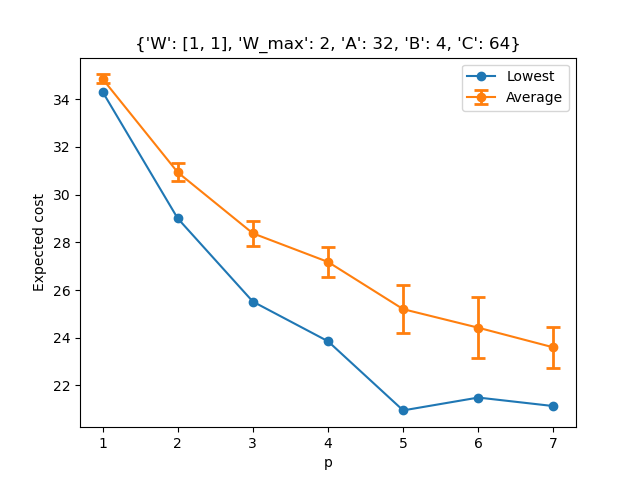 {'W': [1, 1], 'W_max': 2, 'A': 32, 'B': 4, 'C': 64}
Lowest
Average
Expected cost
34
32
30
28
26
24
22
1 2 3 4 5 6 7
p